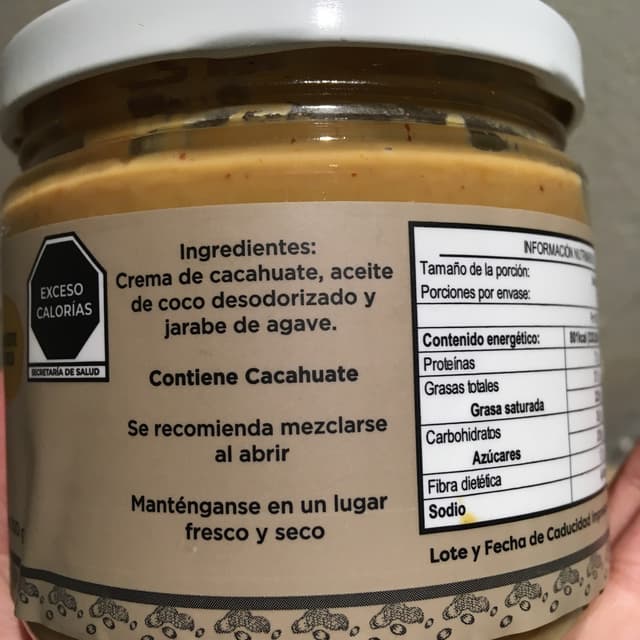 EXCESO
CALORÍAS
SECRETARÍA DE SALUD
Ingredientes:
Crema de cacahuate, aceite
de coco desodorizado y
jarabe de agave.
Contiene Cacahuate
Se recomienda mezclarse
al abrir
Manténganse en un lugar
fresco y seco
INFORMACIÓN
Tamaño de la porción:
Porciones por envase:
Contenido energético:
Proteínas
Grasas totales
Grasa saturada
Carbohidratos
Azúcares
Fibra dietética
Sodio
Lote y Fecha de Caducidad